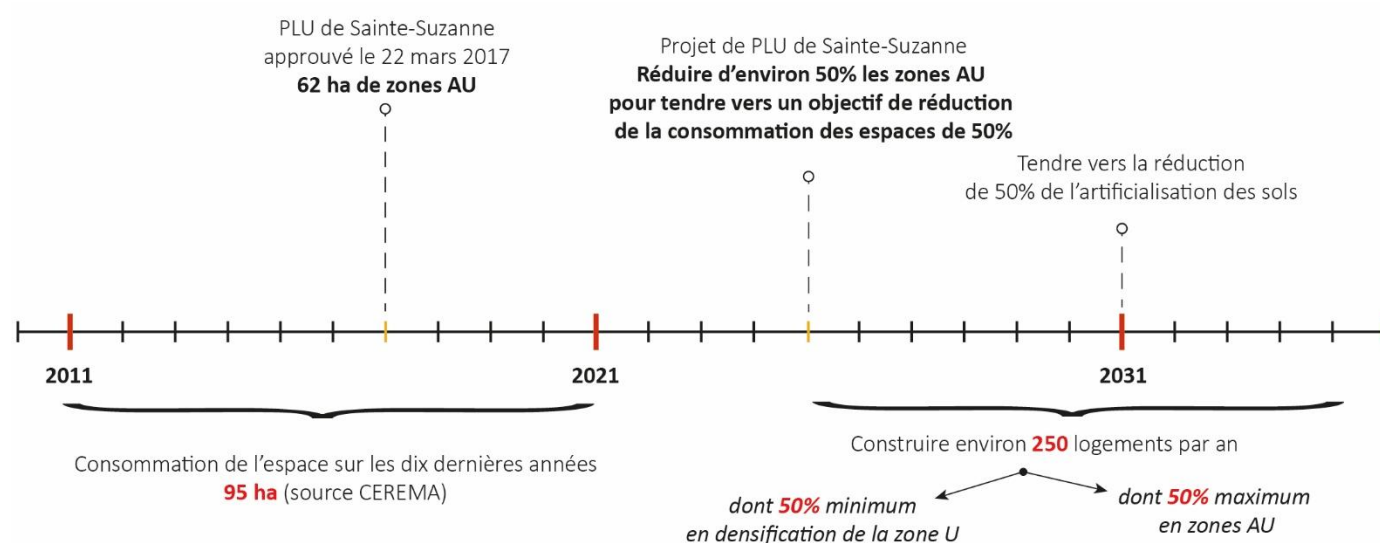 PLU de Sainte-Suzanne
approuvé le 22 mars 2017
62 ha de zones AU
Projet de PLU de Sainte-Suzanne
Réduire d’environ 50% les zones AU
pour tendre vers un objectif de réduction
de la consommation des espaces de 50%
Tendre vers la réduction
de 50% de l’artificialisation des sols
2011
2021
2031
Consommation de l’espace sur les dix dernières années
95 ha (source CEREMA)
Construire environ 250 logements par an
dont 50% minimum
en densification de la zone U
dont 50% maximum
en zones AU